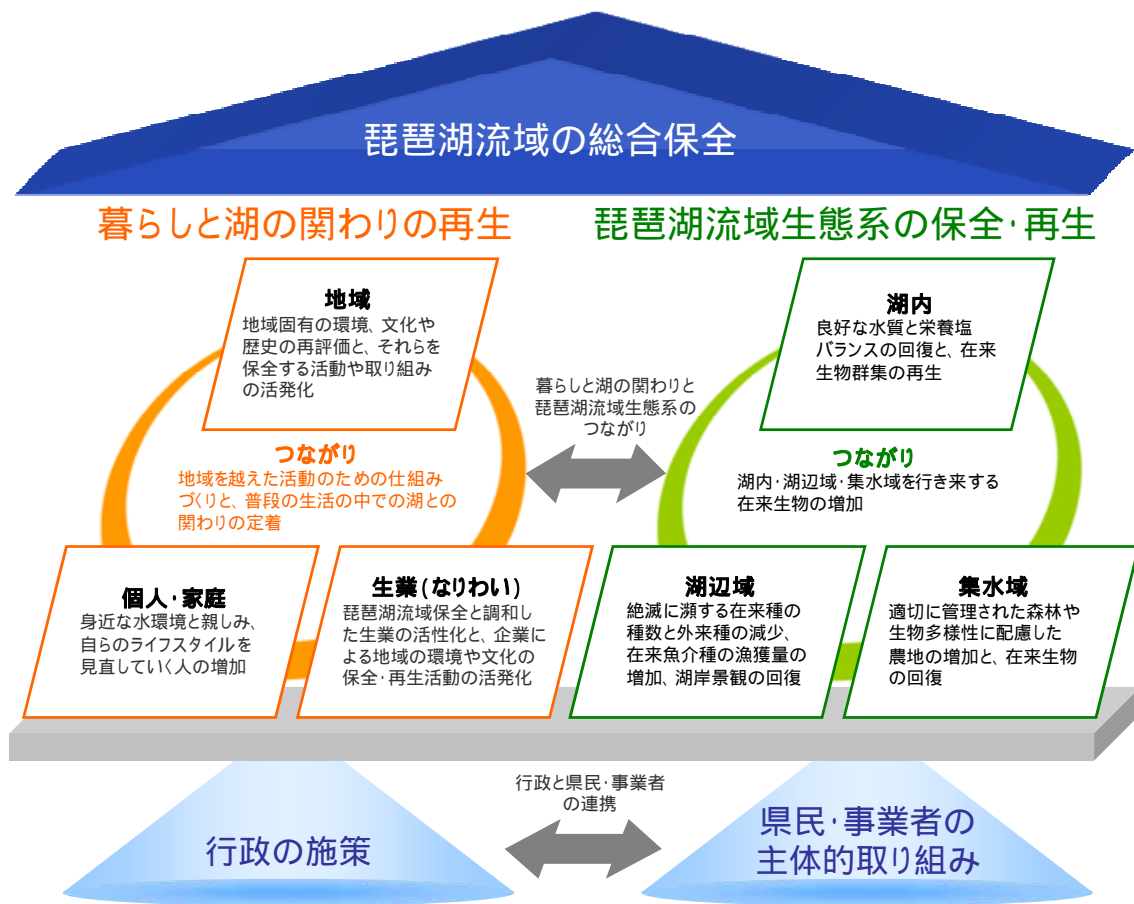 琵琶湖流域の総合保全
暮らしと湖の関わりの再生
琵琶湖流域生態系の保全・再生
地域
地域固有の環境、文化や
歴史の再評価と、それらを
保全する活動や取り組み
の活発化
つながり
地域を越えた活動のための仕組み
づくりと、普段の生活の中での湖との
関わりの定着
個人・家庭
身近な水環境と親しみ、
自らのライフスタイルを
見直していく人の増加
生業(なりわい)
琵琶湖流域保全と調和し
た生業の活性化と、企業に
よる地域の環境や文化の
保全・再生活動の活発化
暮らしと湖の関わりと
琵琶湖流域生態系の
つながり
湖内
良好な水質と栄養塩
バランスの回復と、在来
生物群集の再生
つながり
湖内・湖辺域・集水域を行き来する
在来生物の増加
湖辺域
絶滅に瀕する在来種の
種数と外来種の減少、
在来魚介種の漁獲量の
増加、湖岸景観の回復
集水域
適切に管理された森林や
生物多様性に配慮した
農地の増加と、在来生物
の回復
行政の施策
行政と県民・事業者
の連携
県民・事業者の
主体的取り組み